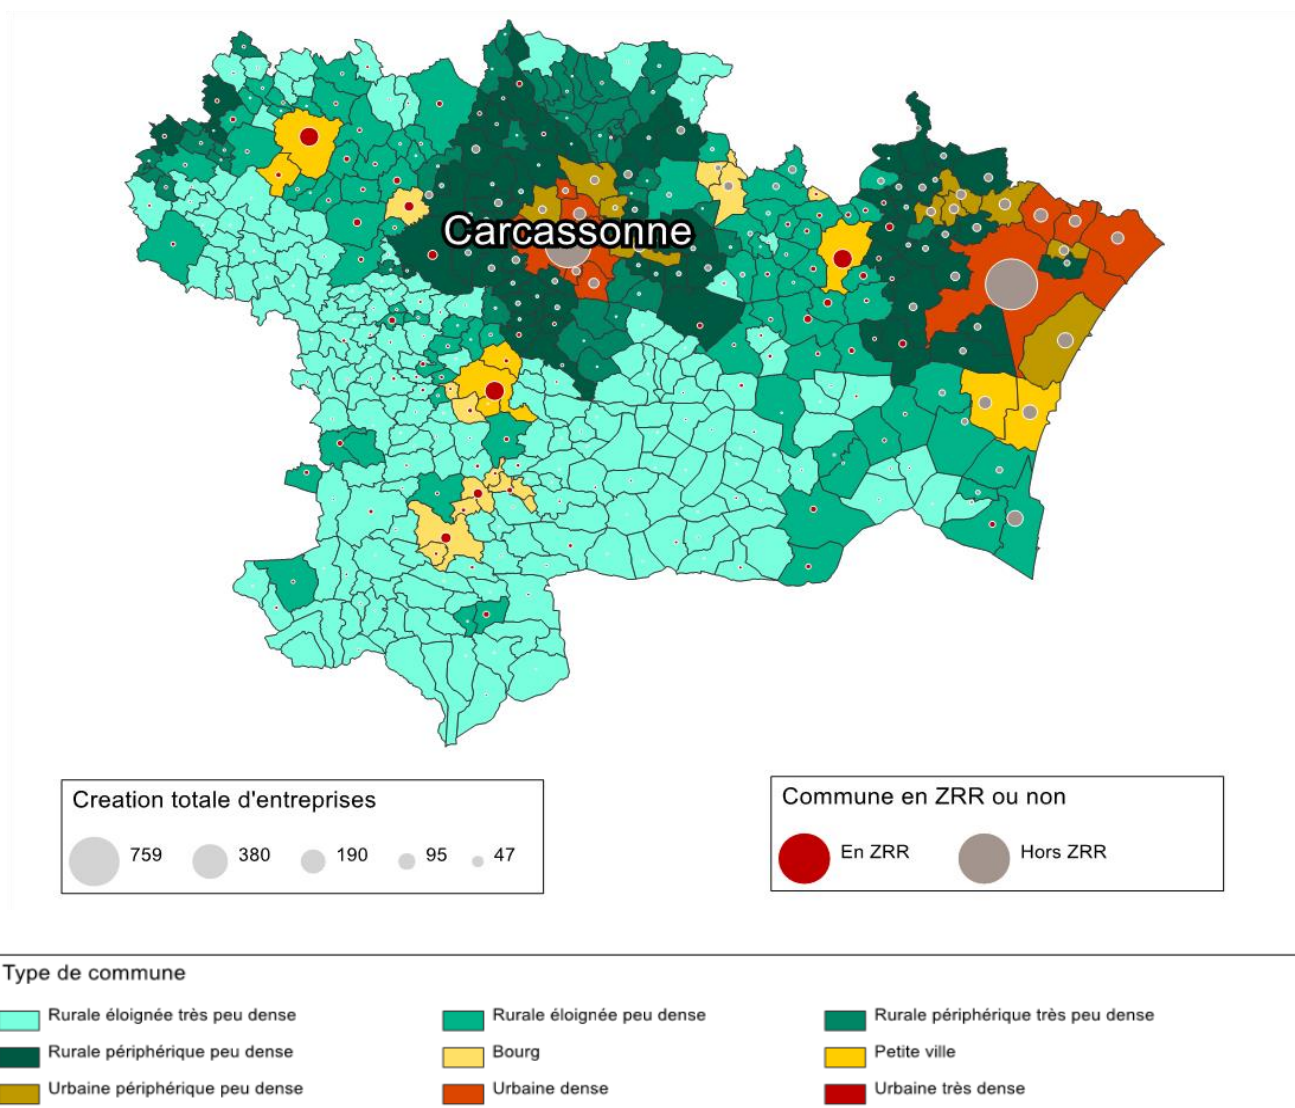 Carcassonne
Creation totale d'entreprises
759 380 190 95 47
Commune en ZRR ou non
En ZRR Hors ZRR
Type de commune
Rurale éloignée très peu dense Rurale éloignée peu dense Rurale périphérique très peu dense
Rurale périphérique peu dense Bourg Petite ville
Urbaine périphérique peu dense Urbaine dense Urbaine très dense